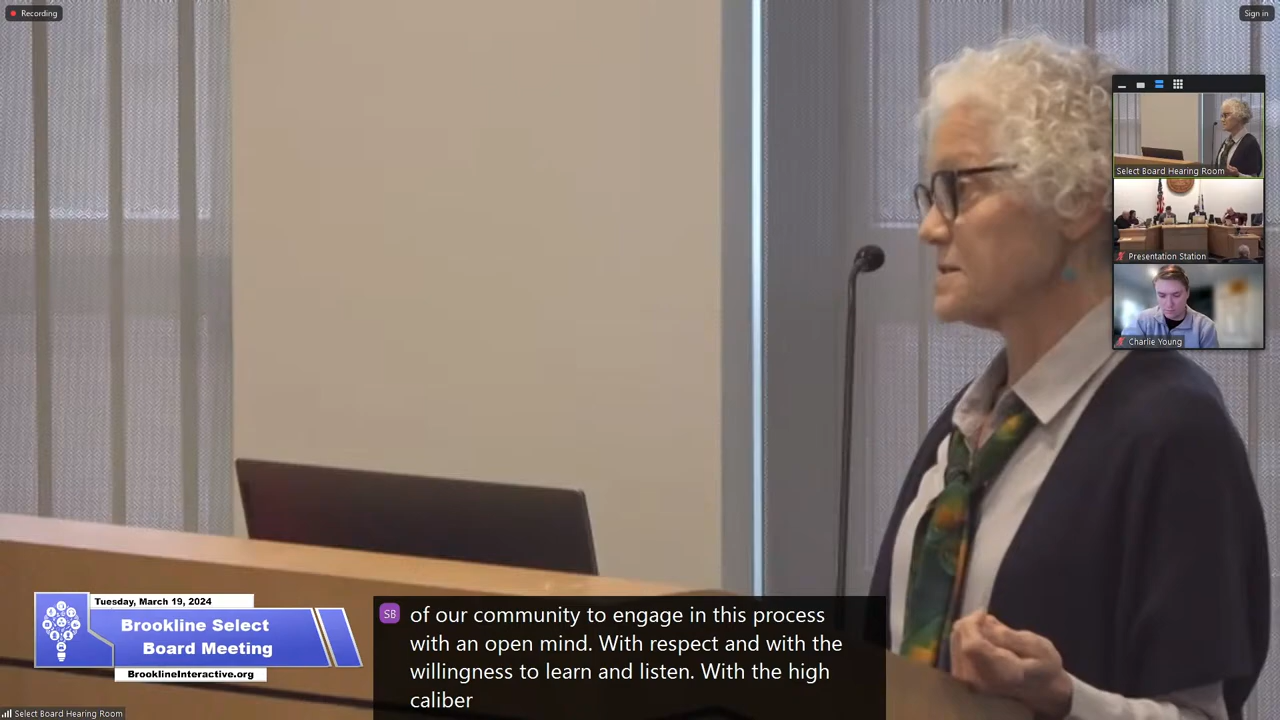 Recording
Sign in
Select Board Hearing Room
Presentation Station
Charlie Young
Tuesday, March 19, 2024
Brookline Select
Board Meeting
BrooklineInteractive.org
SB
of our community to engage in this process
with an open mind. With respect and with the
willingness to learn and listen. With the high
caliber
Select Board Hearing Room